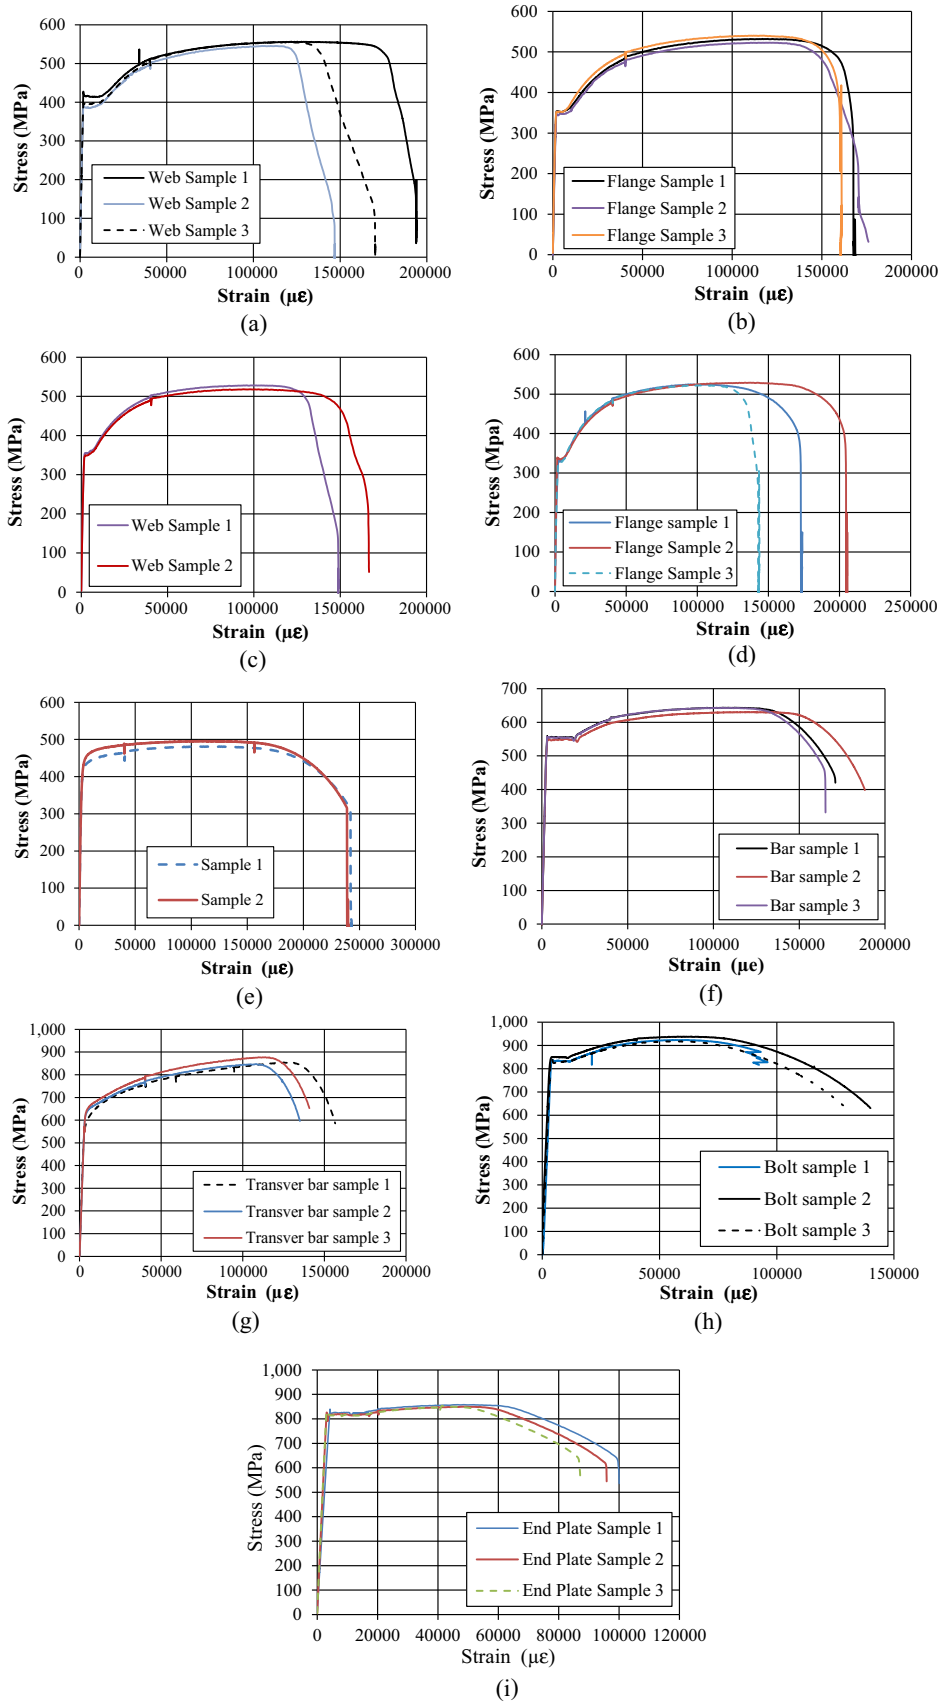 600
500
400
300
200
100
0
Stress (MPa)
Web Sample 1
Web Sample 2
Web Sample 3
0 50000 100000 150000 200000
Strain (με)
(a)
600
500
400
300
200
100
0
Stress (MPa)
Flange Sample 1
Flange Sample 2
Flange Sample 3
0 50000 100000 150000 200000
Strain (με)
(b)
600
500
400
300
200
100
0
Stress (MPa)
Web Sample 1
Web Sample 2
0 50000 100000 150000 200000
Strain (με)
(c)
600
500
400
300
200
100
0
Stress (Mpa)
Flange sample 1
Flange Sample 2
Flange Sample 3
0 50000 100000 150000 200000 250000
Strain (με)
(d)
600
500
400
300
200
100
0
Stress (MPa)
Sample 1
Sample 2
0 50000 100000 150000 200000 250000 300000
Strain (με)
(e)
700
600
500
400
300
200
100
0
Stress (MPa)
Bar sample 1
Bar sample 2
Bar sample 3
0 50000 100000 150000 200000
Strain (μe)
(f)
1,000
900
800
700
600
500
400
300
200
100
0
Stress (MPa)
Transver bar sample 1
Transver bar sample 2
Transver bar sample 3
0 50000 100000 150000 200000
Strain (με)
(g)
1,000
900
800
700
600
500
400
300
200
100
0
Stress (MPa)
Bolt sample 1
Bolt sample 2
Bolt sample 3
0 50000 100000 150000
Strain (με)
(h)
1,000
900
800
700
600
500
400
300
200
100
0
Stress (MPa)
End Plate Sample 1
End Plate Sample 2
End Plate Sample 3
0 20000 40000 60000 80000 100000 120000
Strain (με)
(i)